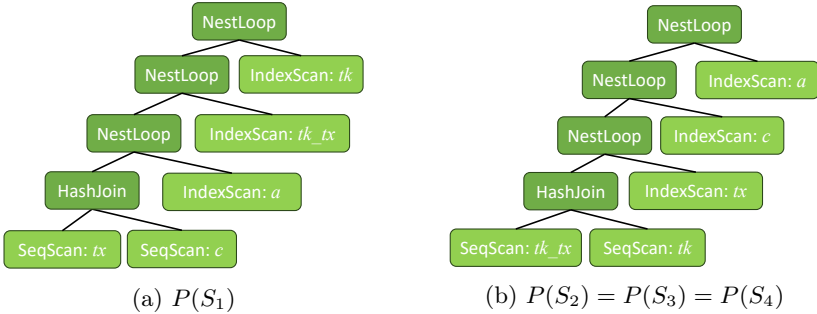 NestLoop
NestLoop IndexScan: tk
NestLoop IndexScan: tk_tx
HashJoin IndexScan: a
SeqScan: tx SeqScan: c
(a) P(S1)
NestLoop
NestLoop IndexScan: a
NestLoop IndexScan: c
HashJoin IndexScan: tx
SeqScan: tk_tx SeqScan: tk
(b) P(S2) = P(S3) = P(S4)